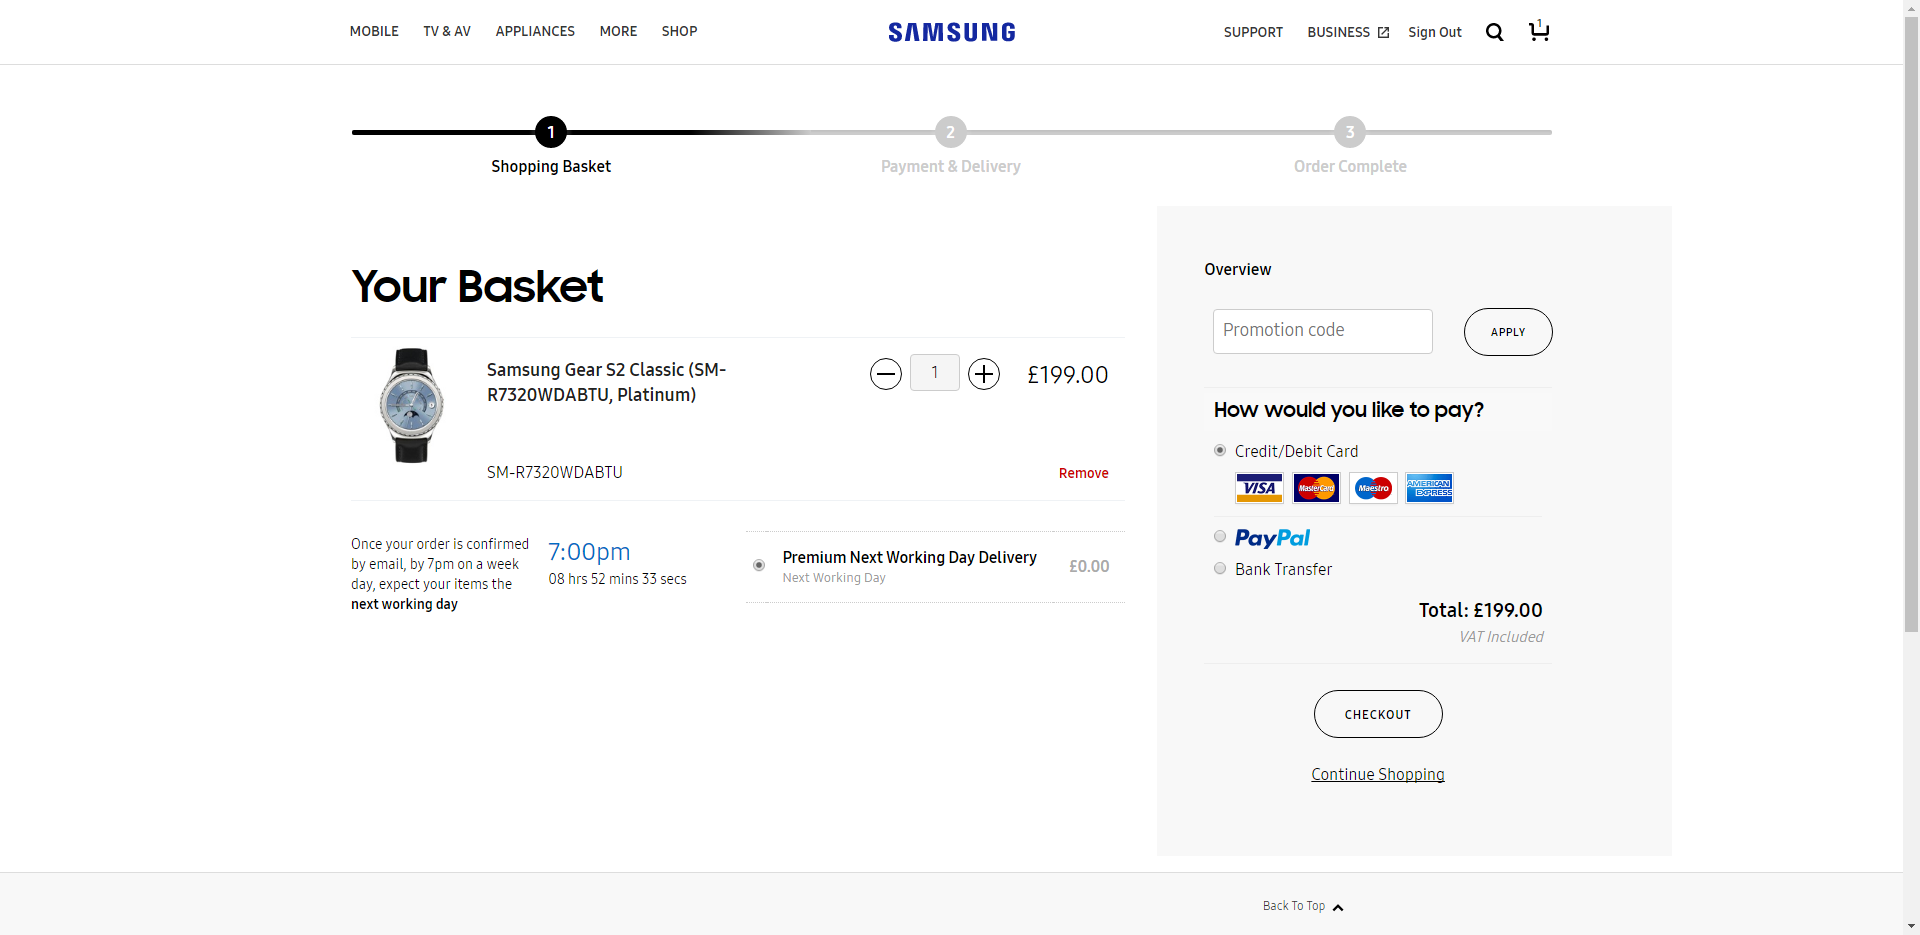 MOBILE TV & AV APPLIANCES MORE SHOP SAMSUNG SUPPORT BUSINESS Sign Out 1
1 2 3
Shopping Basket Payment & Delivery Order Complete
Your Basket
Samsung Gear S2 Classic (SM-
R7320WDABTU, Platinum)
1
£199.00
SM-R7320WDABTU
Remove
Once your order is confirmed
by email, by 7pm on a week
day, expect your items the
next working day
7:00pm
08 hrs 52 mins 33 secs
Premium Next Working Day Delivery
Next Working Day
£0.00
Overview
Promotion code
APPLY
How would you like to pay?
Credit/Debit Card
VISA MasterCard Maestro AMERICAN
EXPRESS
PayPal
Bank Transfer
Total: £199.00
VAT Included
CHECKOUT
Continue Shopping
Back To Top